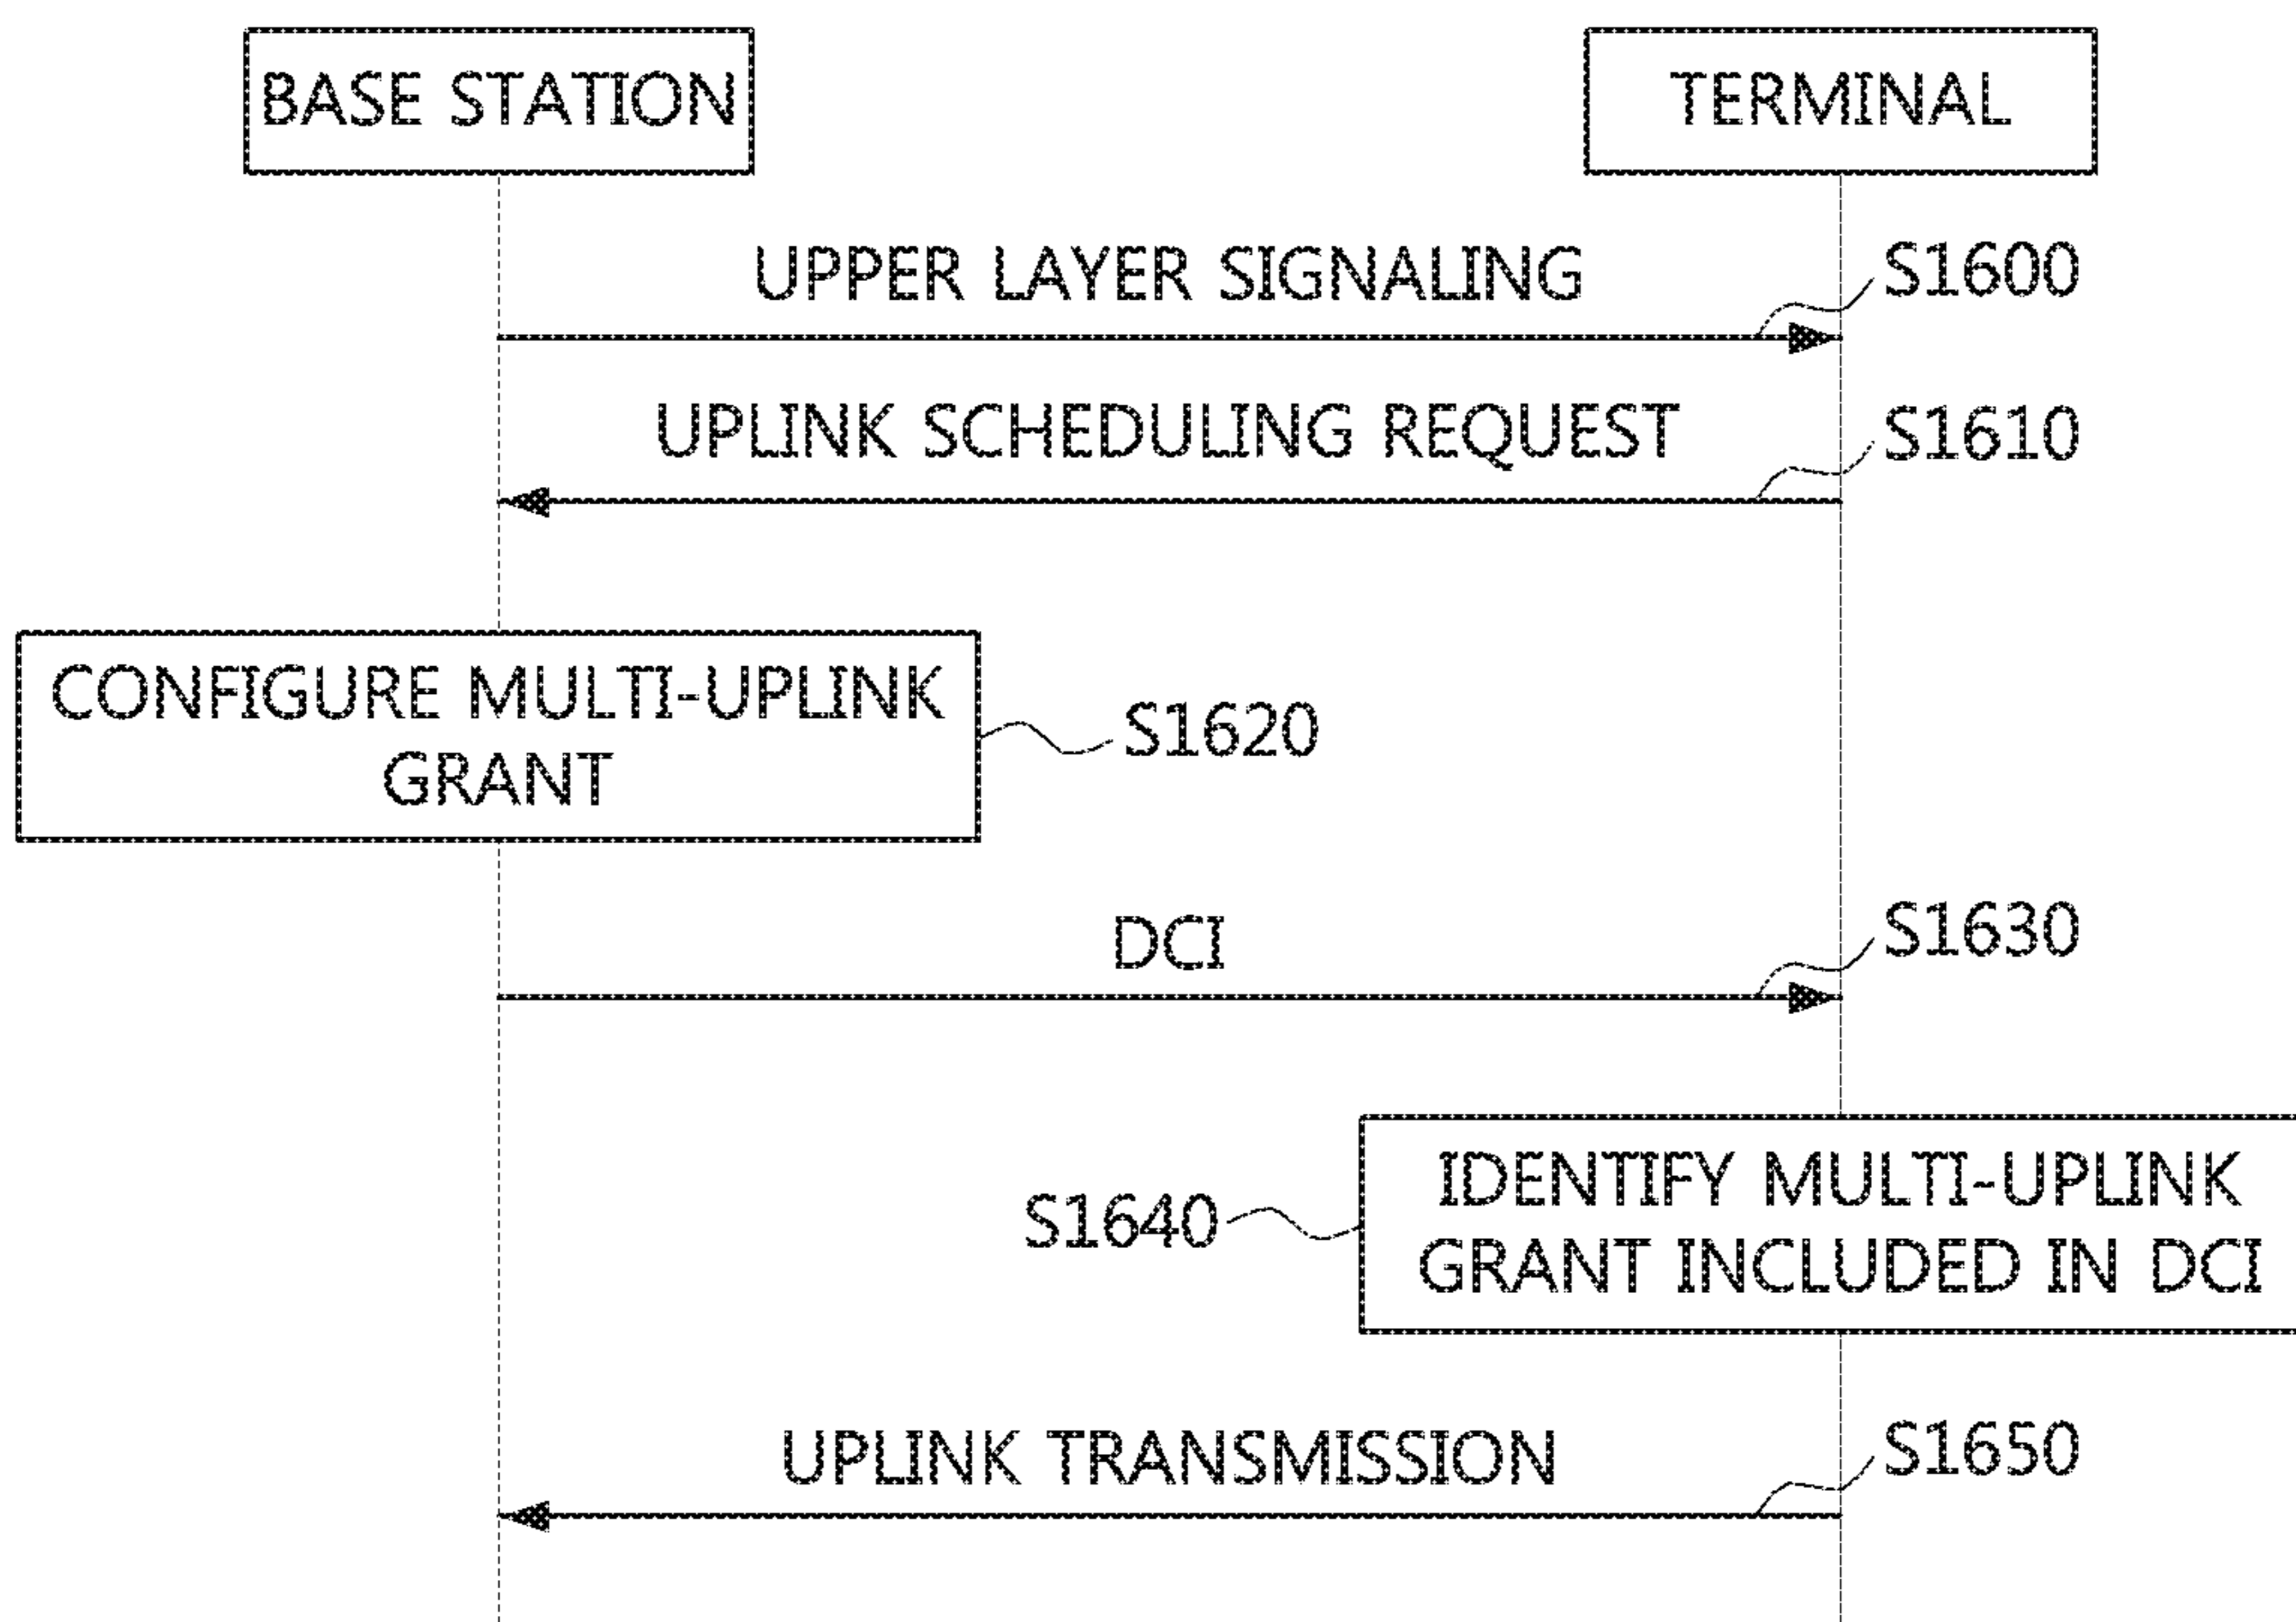 BASE STATION
TERMINAL
UPPER LAYER SIGNALING
S1600
UPLINK SCHEDULING REQUEST
S1610
CONFIGURE MULTI-UPLINK
GRANT
S1620
DCI
S1630
S1640
IDENTIFY MULTI-UPLINK
GRANT INCLUDED IN DCI
UPLINK TRANSMISSION
S1650